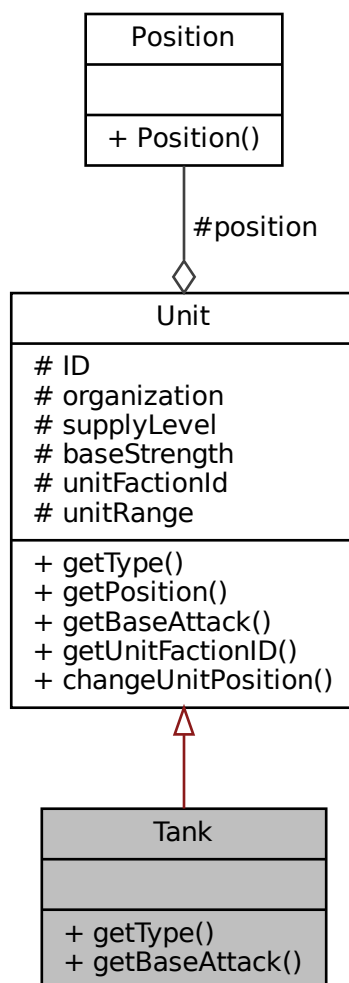 Position
+ Position()
#position
Unit
# ID
# organization
# supplyLevel
# baseStrength
# unitFactionId
# unitRange
+ getType()
+ getPosition()
+ getBaseAttack()
+ getUnitFactionID()
+ changeUnitPosition()
Tank
+ getType()
+ getBaseAttack()